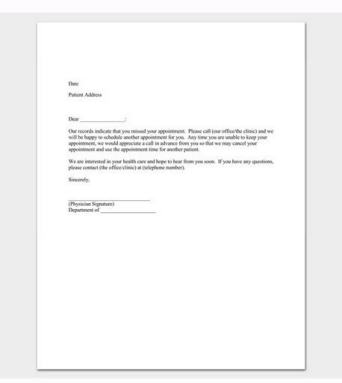 Date
Patient Address
Dear ________________:
Our records indicate that you missed your appointment. Please call (our office/the clinic) and we
will be happy to schedule another appointment for you. Any time you are unable to keep your
appointment, we would appreciate a call in advance from you so that we may cancel your
appointment and use the appointment time for another patient.
We are interested in your health care and hope to hear from you soon. If you have any questions,
please contact (the office/clinic) at (telephone number).
Sincerely,
____________________________
(Physician Signature)
Department of ___________________